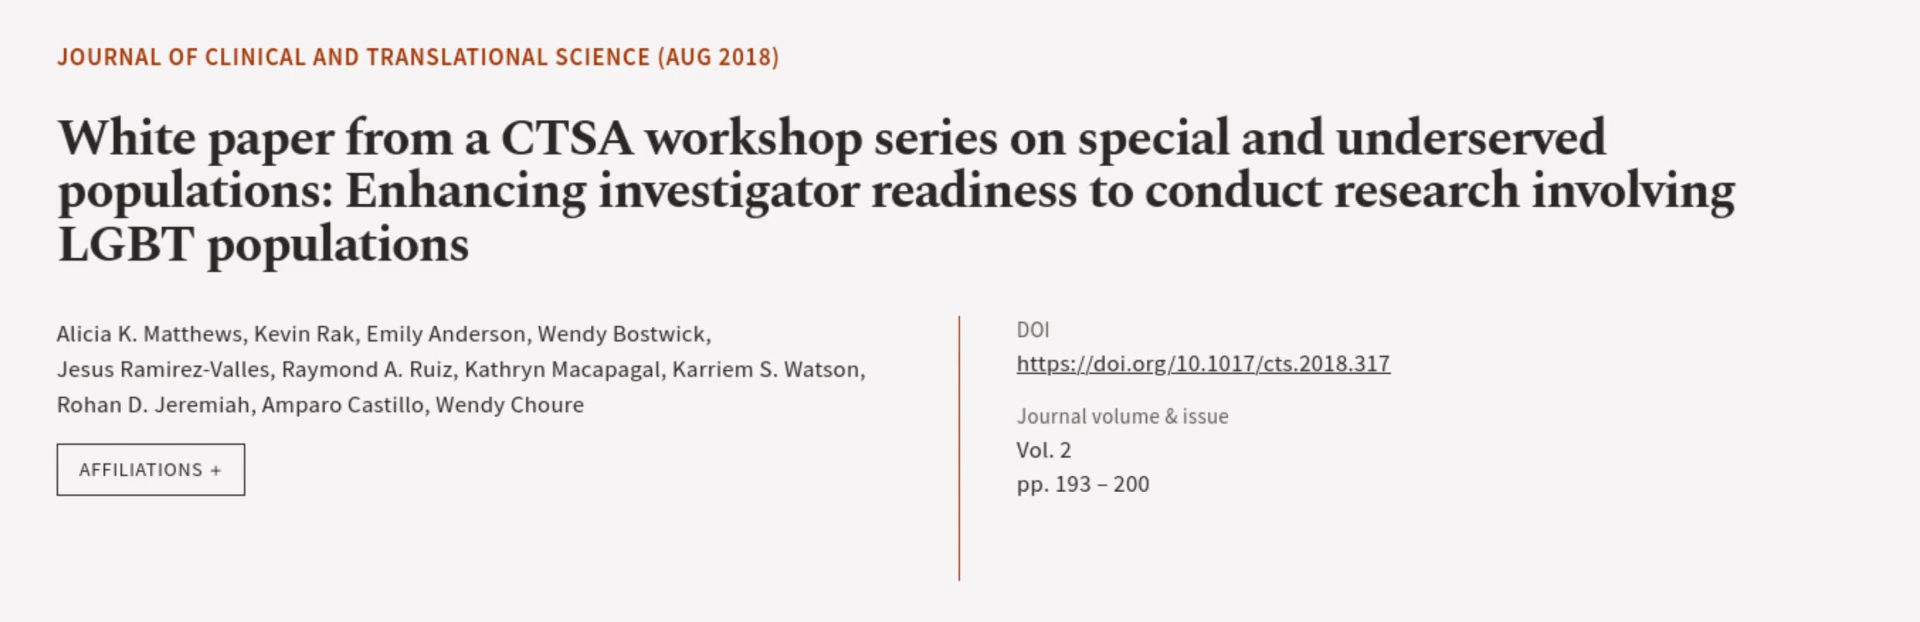 JOURNAL OF CLINICAL AND TRANSLATIONAL SCIENCE (AUG 2018)
White paper from a CTSA workshop series on special and underserved
populations: Enhancing investigator readiness to conduct research involving
LGBT populations
Alicia K. Matthews, Kevin Rak, Emily Anderson, Wendy Bostwick,
Jesus Ramirez-Valles, Raymond A. Ruiz, Kathryn Macapagal, Karriem S. Watson,
Rohan D. Jeremiah, Amparo Castillo, Wendy Choure
AFFILIATIONS +
DOI
https://doi.org/10.1017/cts.2018.317
Journal volume & issue
Vol. 2
pp. 193 – 200